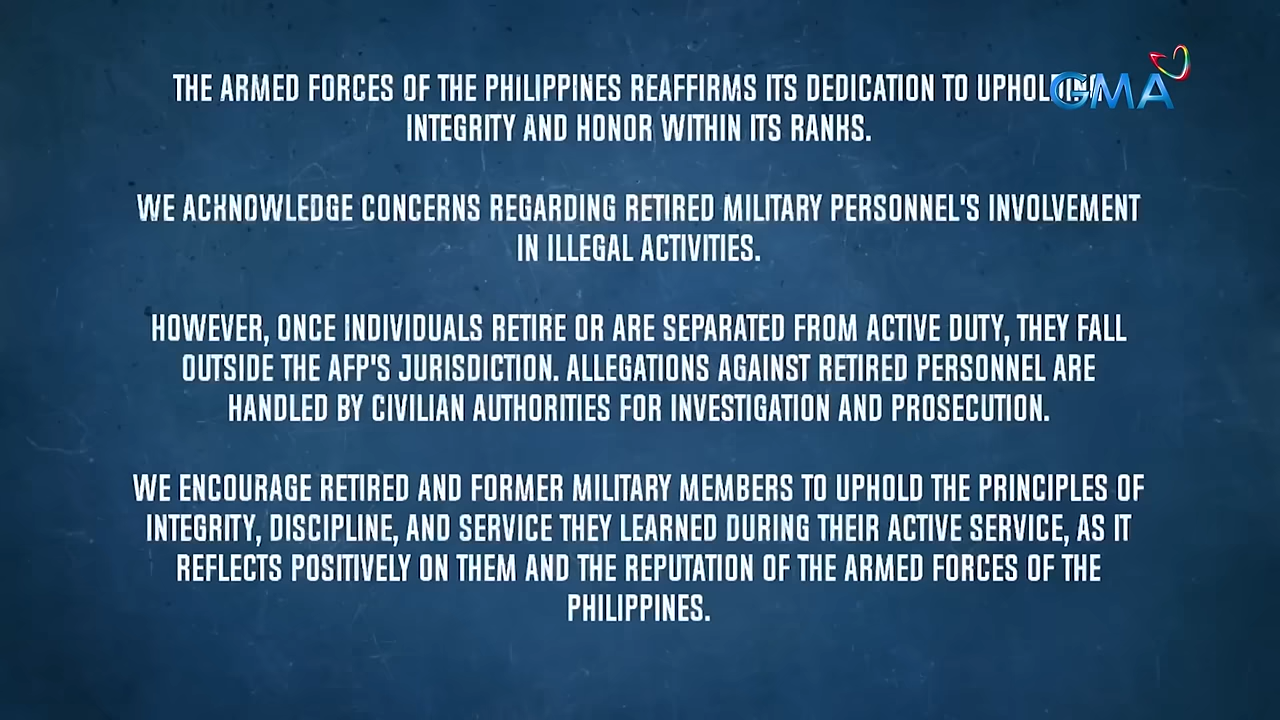 THE ARMED FORCES OF THE PHILIPPINES REAFFIRMS ITS DEDICATION TO UPHOLDING
GMA
INTEGRITY AND HONOR WITHIN ITS RANKS.
WE ACKNOWLEDGE CONCERNS REGARDING RETIRED MILITARY PERSONNEL'S INVOLVEMENT
IN ILLEGAL ACTIVITIES.
HOWEVER, ONCE INDIVIDUALS RETIRE OR ARE SEPARATED FROM ACTIVE DUTY, THEY FALL
OUTSIDE THE AFP'S JURISDICTION. ALLEGATIONS AGAINST RETIRED PERSONNEL ARE
HANDLED BY CIVILIAN AUTHORITIES FOR INVESTIGATION AND PROSECUTION.
WE ENCOURAGE RETIRED AND FORMER MILITARY MEMBERS TO UPHOLD THE PRINCIPLES OF
INTEGRITY, DISCIPLINE, AND SERVICE THEY LEARNED DURING THEIR ACTIVE SERVICE, AS IT
REFLECTS POSITIVELY ON THEM AND THE REPUTATION OF THE ARMED FORCES OF THE
PHILIPPINES.